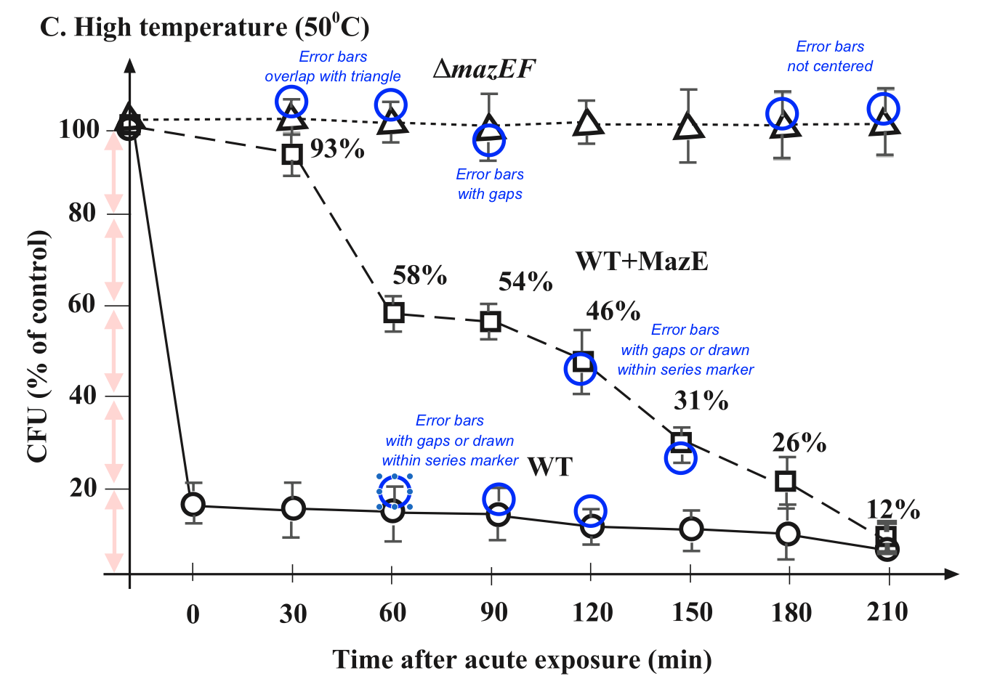 C. High temperature (50⁰C)
Error bars
overlap with triangle
ΔmazEF
Error bars
not centered
100
93%
Error bars
with gaps
80
WT+MazE
58%
54%
60
46%
Error bars
with gaps or drawn
within series marker
40
31%
Error bars
with gaps or drawn
within series marker
WT
26%
20
12%
CFU (% of control)
0 30 60 90 120 150 180 210
Time after acute exposure (min)